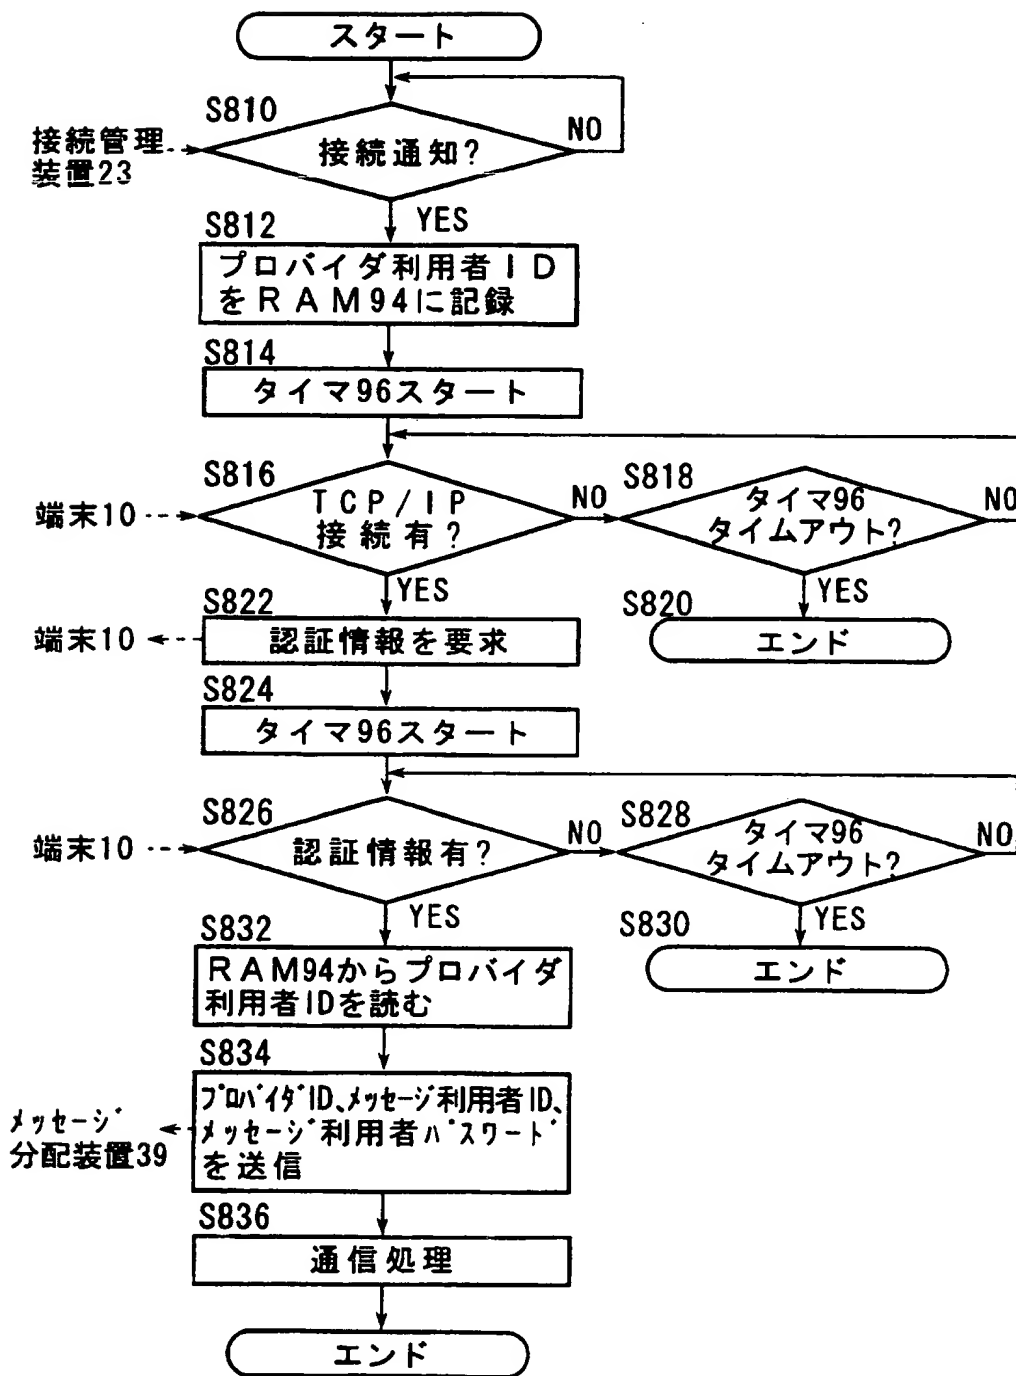 スタート
S810
接続管理
装置23
接続通知?
NO
YES
S812
プロバイダ利用者ID
をRAM94に記録
S814
タイマ96スタート
S816
端末10
TCP/IP
接続有?
NO
S818
タイマ96
タイムアウト?
NO
YES
YES
S820
エンド
S822
端末10
認証情報を要求
S824
タイマ96スタート
S826
端末10
認証情報有?
NO
S828
タイマ96
タイムアウト?
NO
YES
YES
S830
エンド
S832
RAM94からプロバイダ
利用者IDを読む
S834
プロバイダID、メッセージ利用者ID、
メッセージ利用者パスワード
を送信
メッセージ
分配装置39
S836
通信処理
エンド